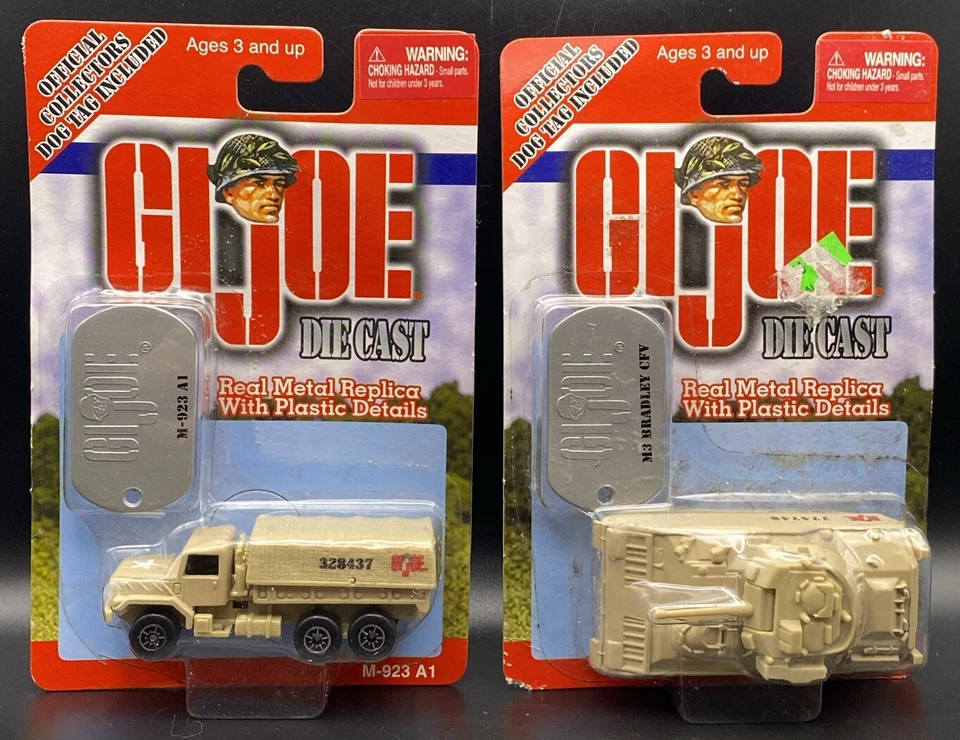 OFFICIAL
COLLECTORS
DOG TAG INCLUDED
Ages 3 and up
WARNING:
CHOKING HAZARD - Small parts.
Not for children under 3 years.
GI JOE
DIE CAST
Real Metal Replica
With Plastic Details
GI JOE ®
M-923 A1
328437
GI JOE
M-923 A1
OFFICIAL
COLLECTORS
DOG TAG INCLUDED
Ages 3 and up
WARNING:
CHOKING HAZARD - Small parts.
Not for children under 3 years.
GI JOE
DIE CAST
Real Metal Replica
With Plastic Details
GI JOE ®
M3 BRADLEY CFV